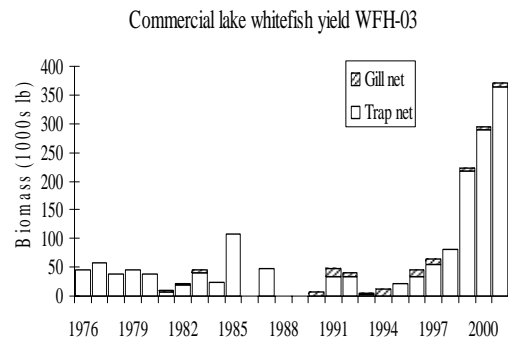 Commercial lake whitefish yield WFH-03
Biomass (1000s lb)
400
350
300
250
200
150
100
50
0
Gill net
Trap net
1976 1979 1982 1985 1988 1991 1994 1997 2000